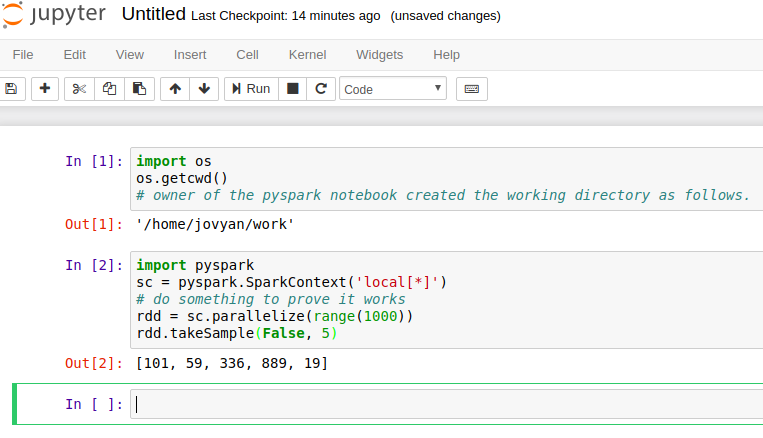 jupyter Untitled Last Checkpoint: 14 minutes ago (unsaved changes)
File Edit View Insert Cell Kernel Widgets Help
Run Code
In [1]: import os
os.getcwd()
# owner of the pyspark notebook created the working directory as follows.
Out[1]: '/home/jovyan/work'
In [2]: import pyspark
sc = pyspark.SparkContext('local[*]')
# do something to prove it works
rdd = sc.parallelize(range(1000))
rdd.takeSample(False, 5)
Out[2]: [101, 59, 336, 889, 19]
In [ ]: